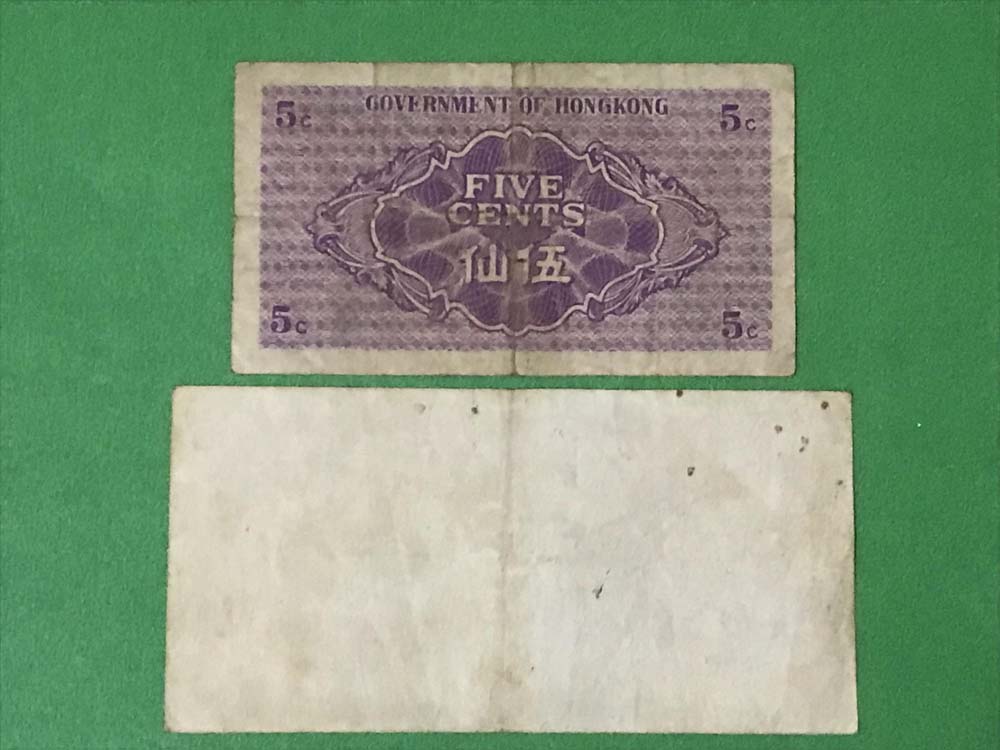 GOVERNMENT OF HONGKONG
5c 5c
FIVE
CENTS
仙伍
5c 5c